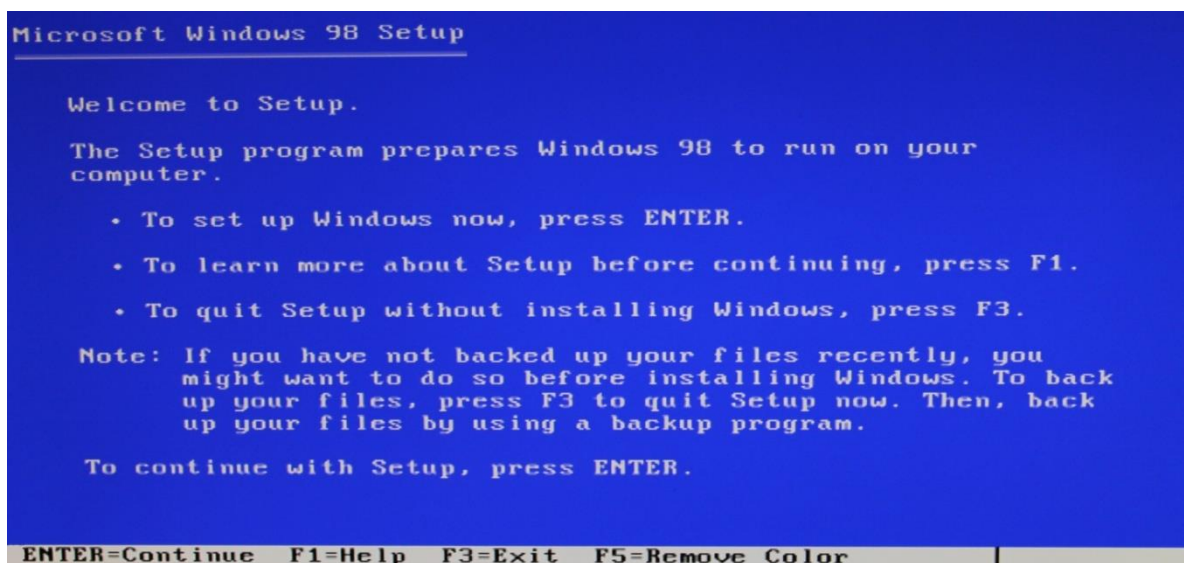 Microsoft Windows 98 Setup
Welcome to Setup.
The Setup program prepares Windows 98 to run on your
computer.
• To set up Windows now, press ENTER.
• To learn more about Setup before continuing, press F1.
• To quit Setup without installing Windows, press F3.
Note: If you have not backed up your files recently, you
might want to do so before installing Windows. To back
up your files, press F3 to quit Setup now. Then, back
up your files by using a backup program.
To continue with Setup, press ENTER.
ENTER=Continue F1=Help F3=Exit F5=Remove Color